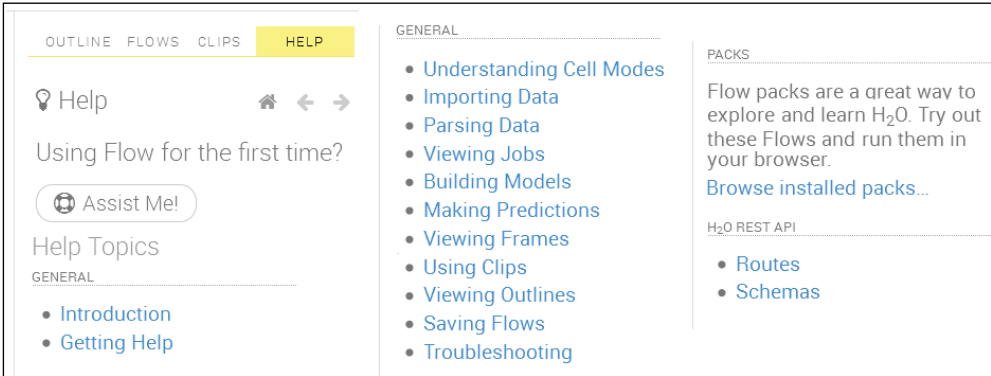 OUTLINE FLOWS CLIPS HELP
Help
Using Flow for the first time?
Assist Me!
Help Topics
GENERAL
Introduction
Getting Help
GENERAL
Understanding Cell Modes
Importing Data
Parsing Data
Viewing Jobs
Building Models
Making Predictions
Viewing Frames
Using Clips
Viewing Outlines
Saving Flows
Troubleshooting
PACKS
Flow packs are a great way to
explore and learn H₂O. Try out
these Flows and run them in
your browser.
Browse installed packs...
H₂O REST API
Routes
Schemas